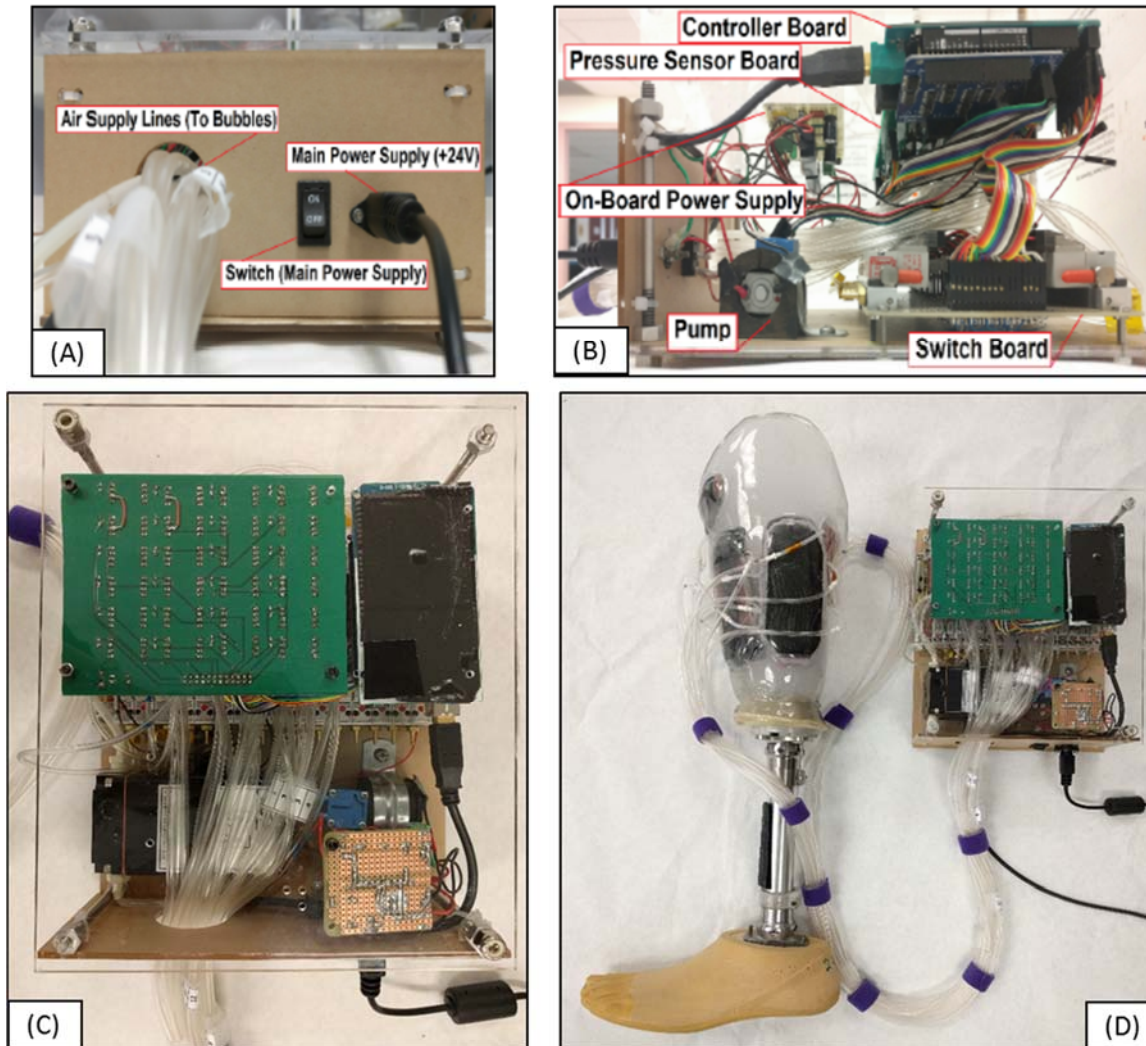 Air Supply Lines (To Bubbles)
Main Power Supply (+24V)
ON
OFF
Switch (Main Power Supply)
(A)
Controller Board
Pressure Sensor Board
On-Board Power Supply
Pump
Switch Board
(B)
(C)
(D)